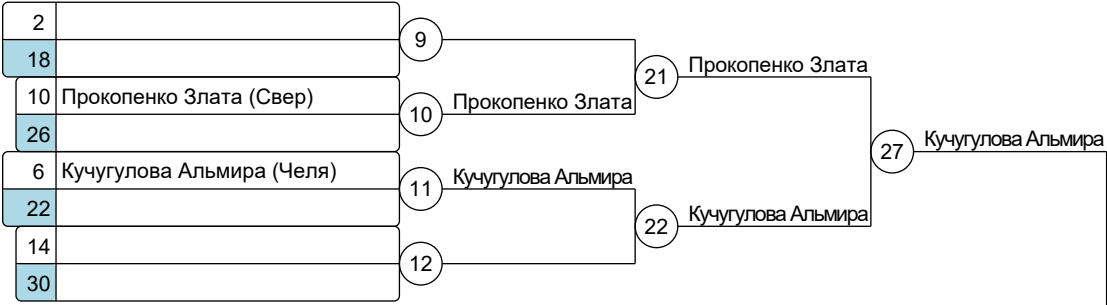 2
18
9
10 Прокопенко Злата (Свер)
26
10
Прокопенко Злата
21
Прокопенко Злата
6 Кучугулова Альмира (Челя)
22
11
Кучугулова Альмира
14
30
12
22
Кучугулова Альмира
27
Кучугулова Альмира